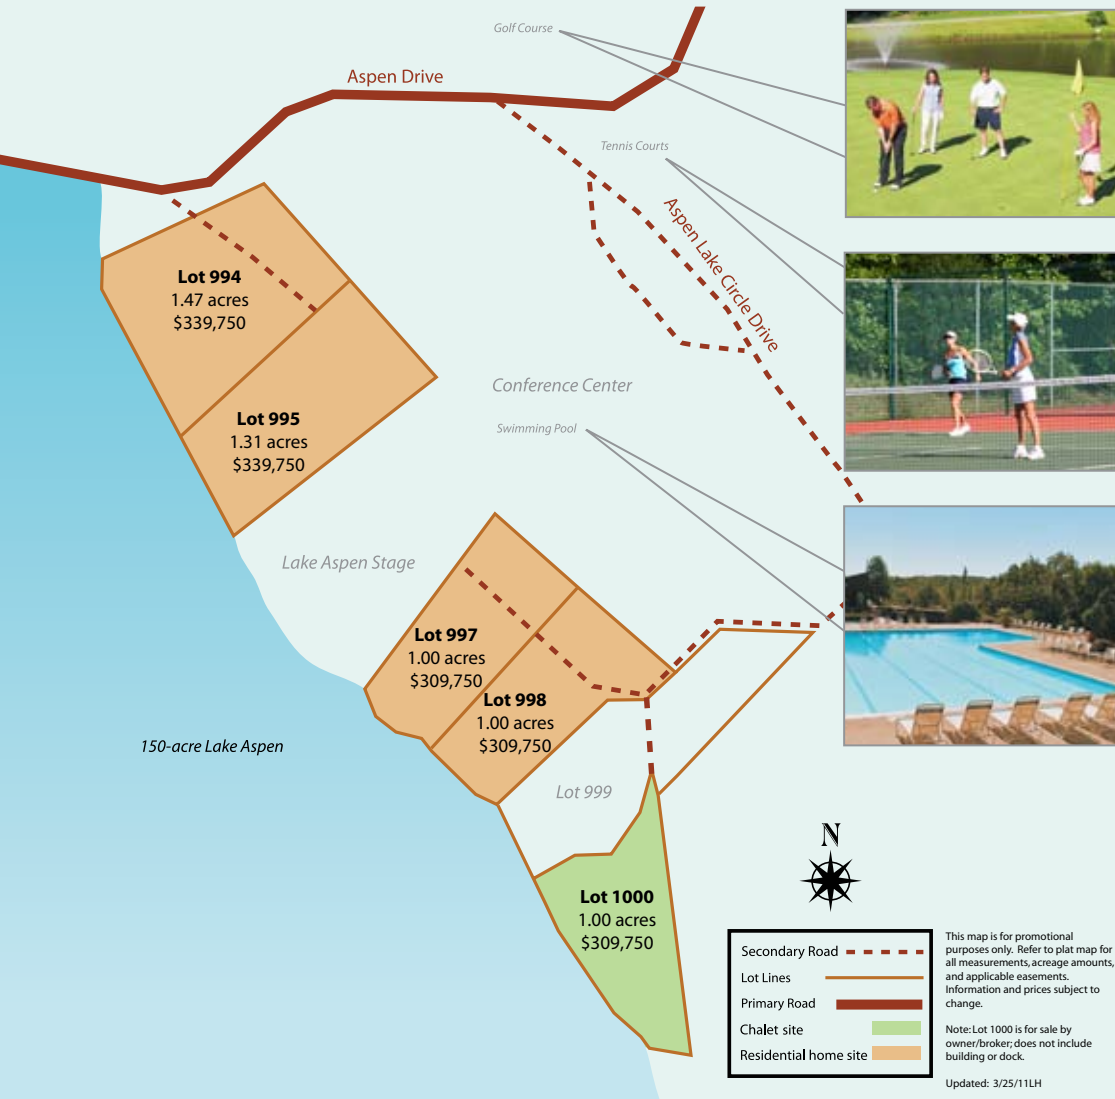 Golf Course
Aspen Drive
Tennis Courts
Aspen Lake Circle Drive
Lot 994
1.47 acres
$339,750
Conference Center
Lot 995
1.31 acres
$339,750
Swimming Pool
Lake Aspen Stage
Lot 997
1.00 acres
$309,750
Lot 998
1.00 acres
$309,750
150-acre Lake Aspen
Lot 999
N
Lot 1000
1.00 acres
$309,750
Secondary Road
Lot Lines
Primary Road
Chalet site
Residential home site
This map is for promotional
purposes only. Refer to plat map for
all measurements, acreage amounts,
and applicable easements.
Information and prices subject to
change.
Note: Lot 1000 is for sale by
owner/broker; does not include
building or dock.
Updated: 3/25/11LH